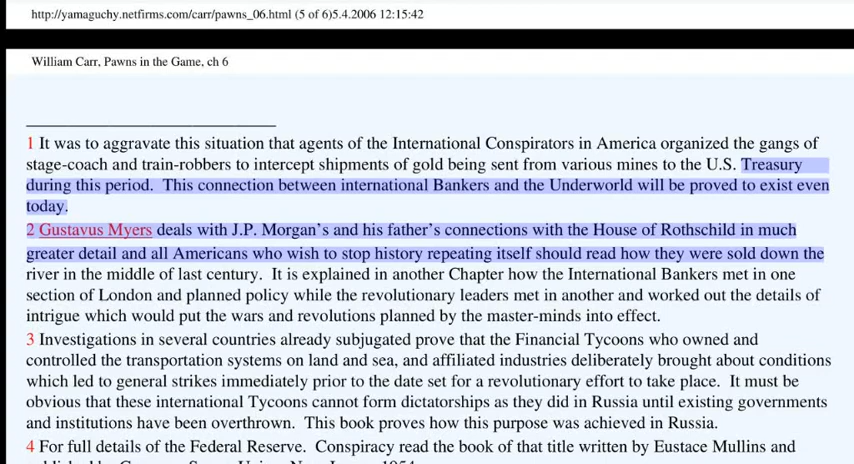 http://yamaguchy.netfirms.com/carr/pawns_06.html (5 of 6)5.4.2006 12:15:42
William Carr, Pawns in the Game, ch 6
1 It was to aggravate this situation that agents of the International Conspirators in America organized the gangs of
stage-coach and train-robbers to intercept shipments of gold being sent from various mines to the U.S. Treasury
during this period.  This connection between international Bankers and the Underworld will be proved to exist even
today.
2 Gustavus Myers deals with J.P. Morgan's and his father's connections with the House of Rothschild in much
greater detail and all Americans who wish to stop history repeating itself should read how they were sold down the
river in the middle of last century.  It is explained in another Chapter how the International Bankers met in one
section of London and planned policy while the revolutionary leaders met in another and worked out the details of
intrigue which would put the wars and revolutions planned by the master-minds into effect.
3 Investigations in several countries already subjugated prove that the Financial Tycoons who owned and
controlled the transportation systems on land and sea, and affiliated industries deliberately brought about conditions
which led to general strikes immediately prior to the date set for a revolutionary effort to take place.  It must be
obvious that these international Tycoons cannot form dictatorships as they did in Russia until existing governments
and institutions have been overthrown.  This book proves how this purpose was achieved in Russia.
4 For full details of the Federal Reserve.  Conspiracy read the book of that title written by Eustace Mullins and